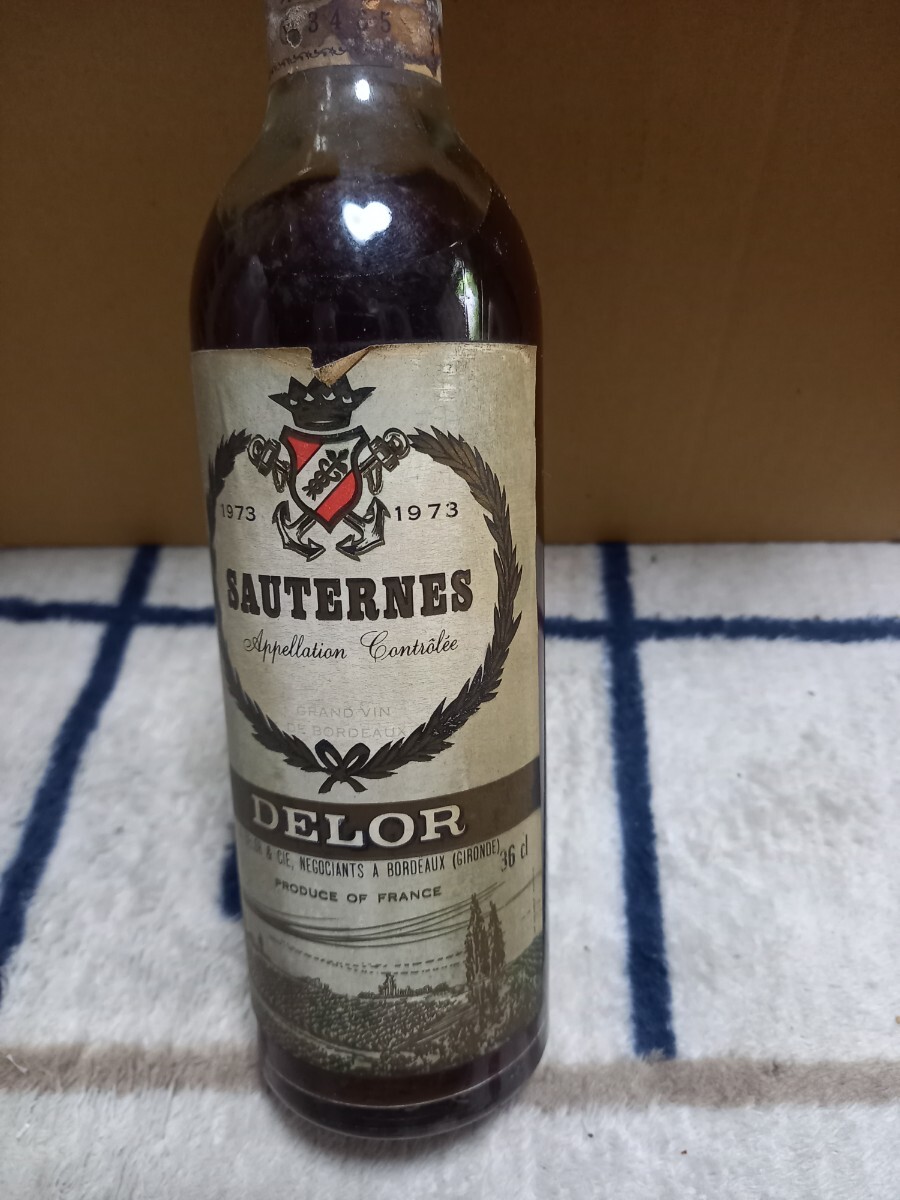 1973 1973
SAUTERNES
Appellation Contrôlée
GRAND VIN
DE BORDEAUX
DELOR
& CIE, NEGOCIANTS A BORDEAUX (GIRONDE) 36 cl
PRODUCE OF FRANCE